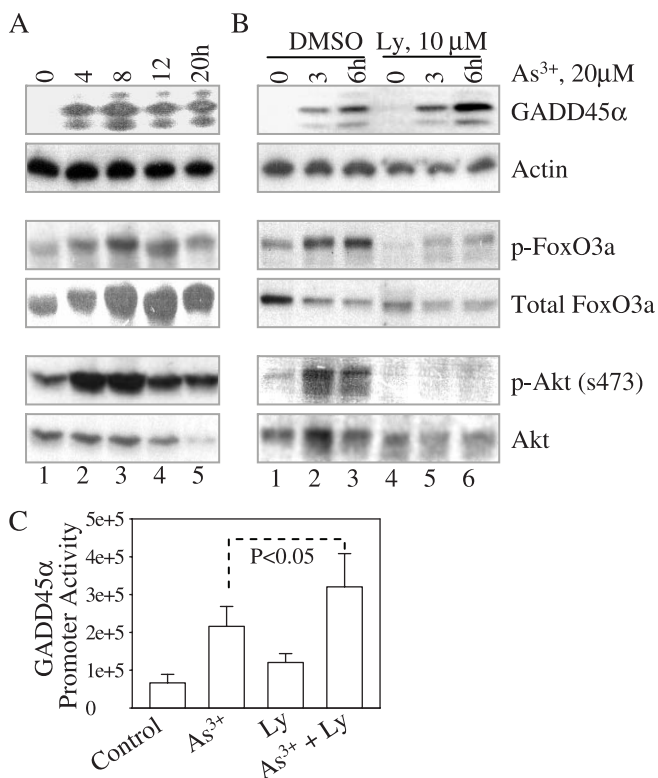 A
0 4 8 12 20h
B
DMSO Ly, 10 µM
0 3 6h 0 3 6h
As³⁺, 20µM
GADD45α
Actin
p-FoxO3a
Total FoxO3a
p-Akt (s473)
Akt
1 2 3 4 5
1 2 3 4 5 6
C
GADD45α
Promoter Activity
5e+5
4e+5
3e+5
2e+5
1e+5
0
P<0.05
Control
As³⁺
Ly
As³⁺ + Ly